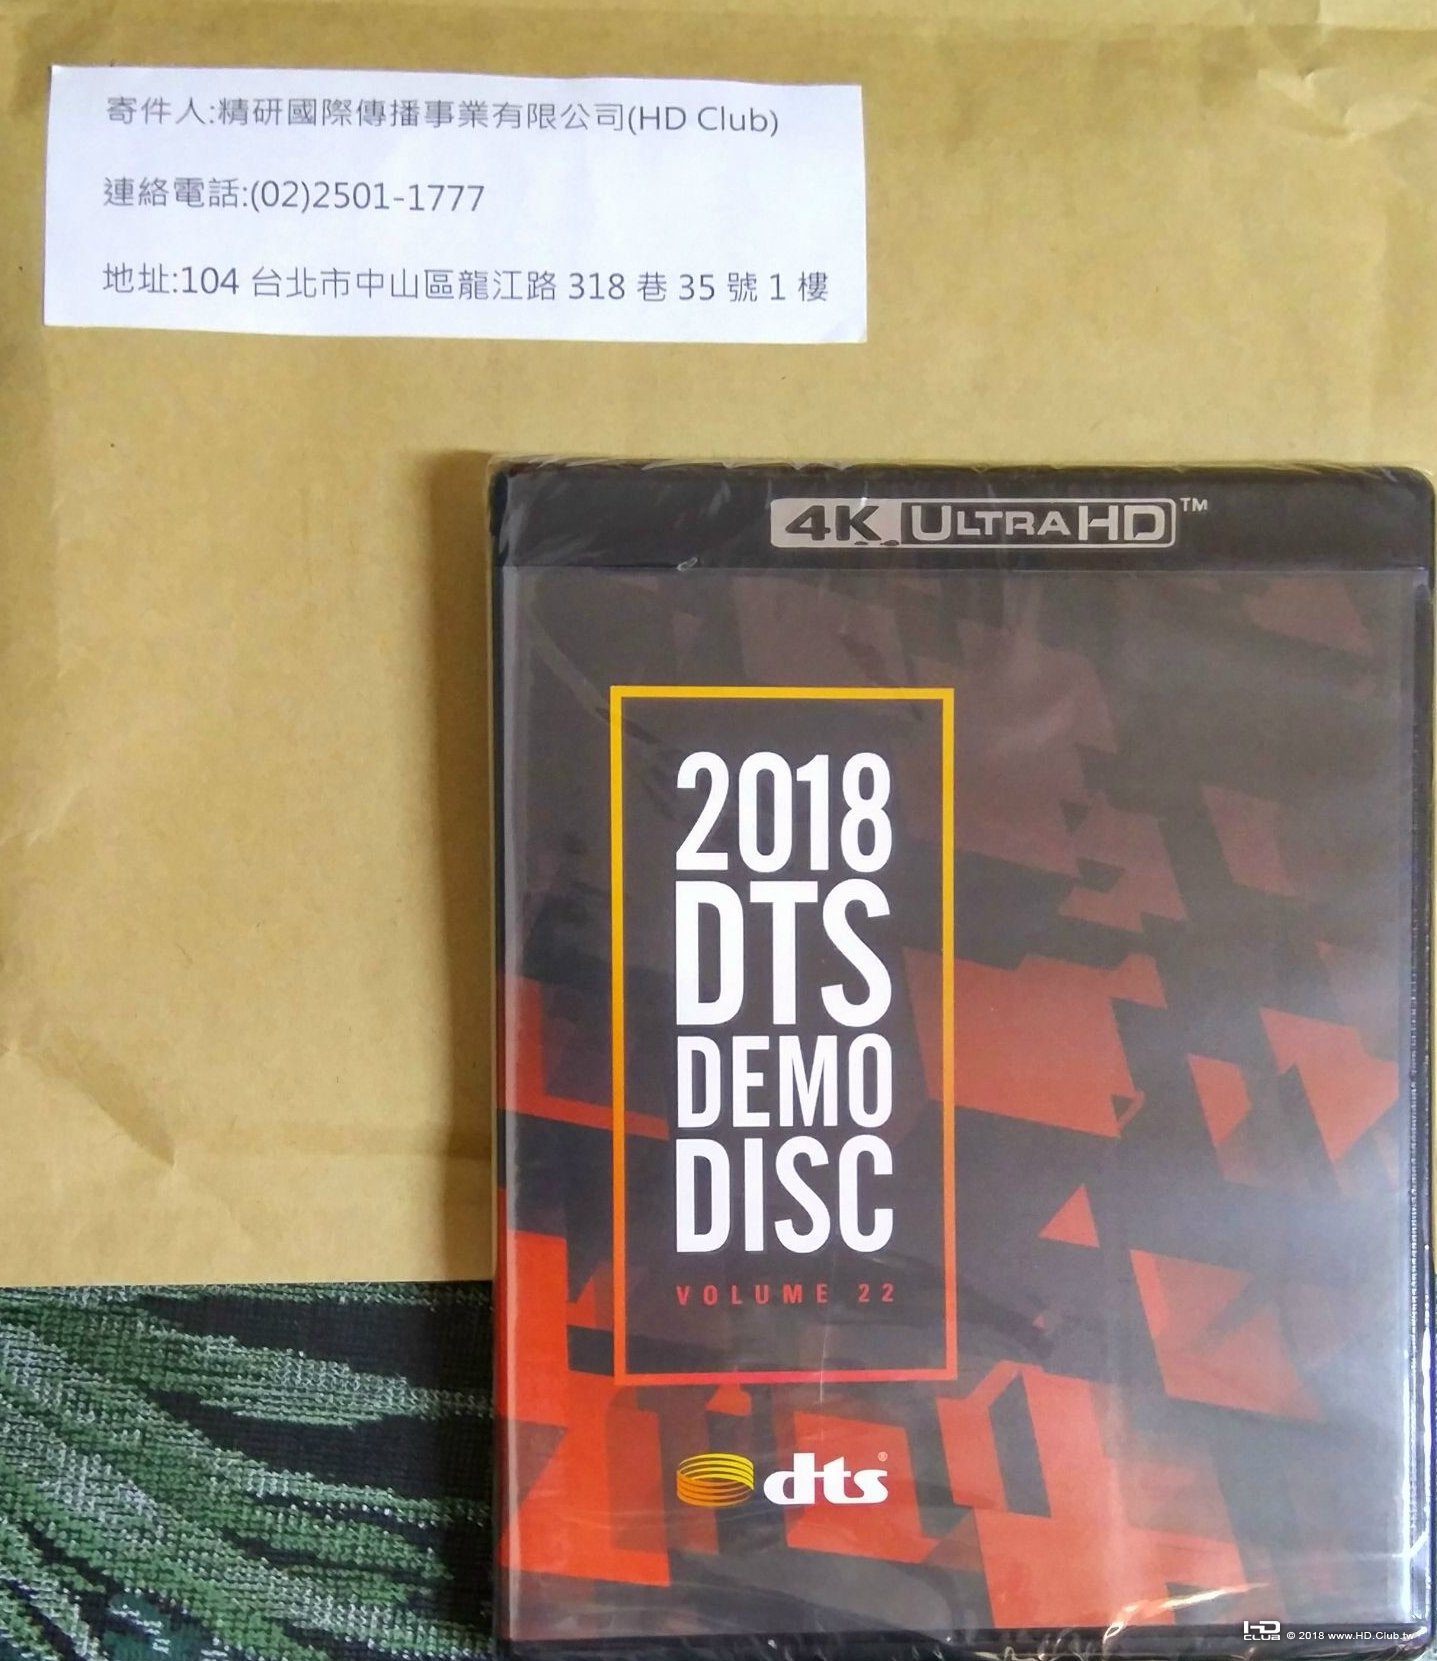 寄件人:精研國際傳播事業有限公司(HD Club)
連絡電話:(02)2501-1777
地址:104 台北市中山區龍江路 318 巷 35 號 1 樓
4K ULTRA HD™
2018
DTS
DEMO
DISC
VOLUME 22
dts®
HD CLUB © 2018 www.HD.Club.tw